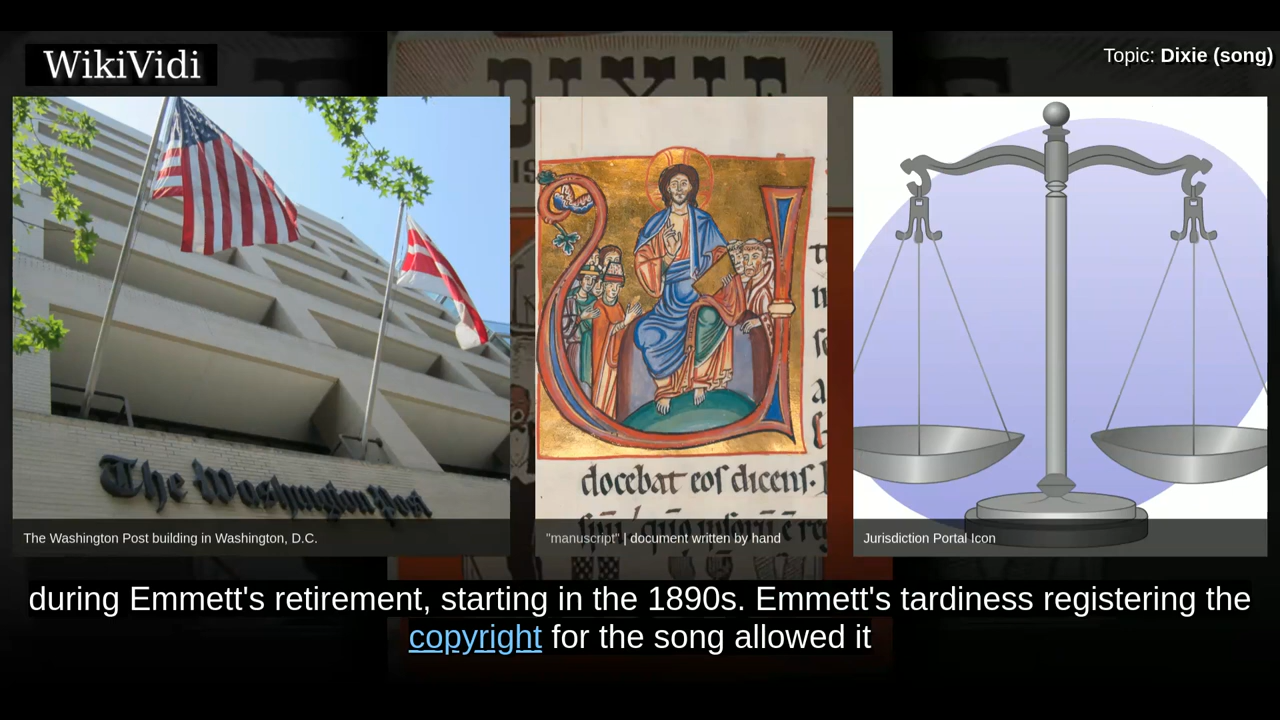 WikiVidi
Topic: Dixie (song)
DIXIE
The Washington Post
docebat eos dicens.
The Washington Post building in Washington, D.C.
"manuscript" | document written by hand
Jurisdiction Portal Icon
during Emmett's retirement, starting in the 1890s. Emmett's tardiness registering the
copyright for the song allowed it